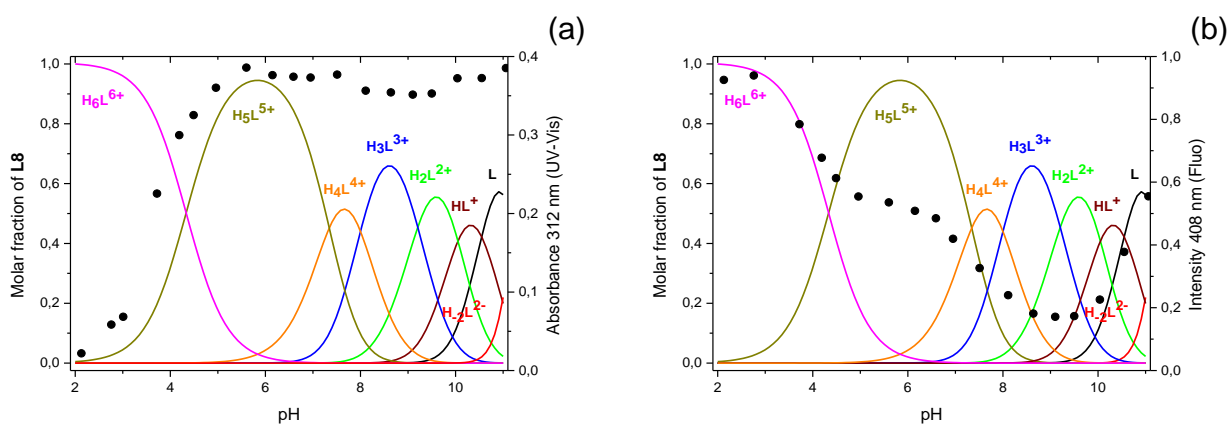 (a)
1,0
0,8
0,6
0,4
0,2
0,0
Molar fraction of L8
2 4 6 8 10
pH
0,4
0,3
0,2
0,1
0,0
Absorbance 312 nm (UV-Vis)
H6L6+
H5L5+
H4L4+
H3L3+
H2L2+
HL+
L
H-2L2-
(b)
1,0
0,8
0,6
0,4
0,2
0,0
Molar fraction of L8
2 4 6 8 10
pH
1,0
0,8
0,6
0,4
0,2
0,0
Intensity 408 nm (Fluo)
H6L6+
H5L5+
H4L4+
H3L3+
H2L2+
HL+
L
H-2L2-